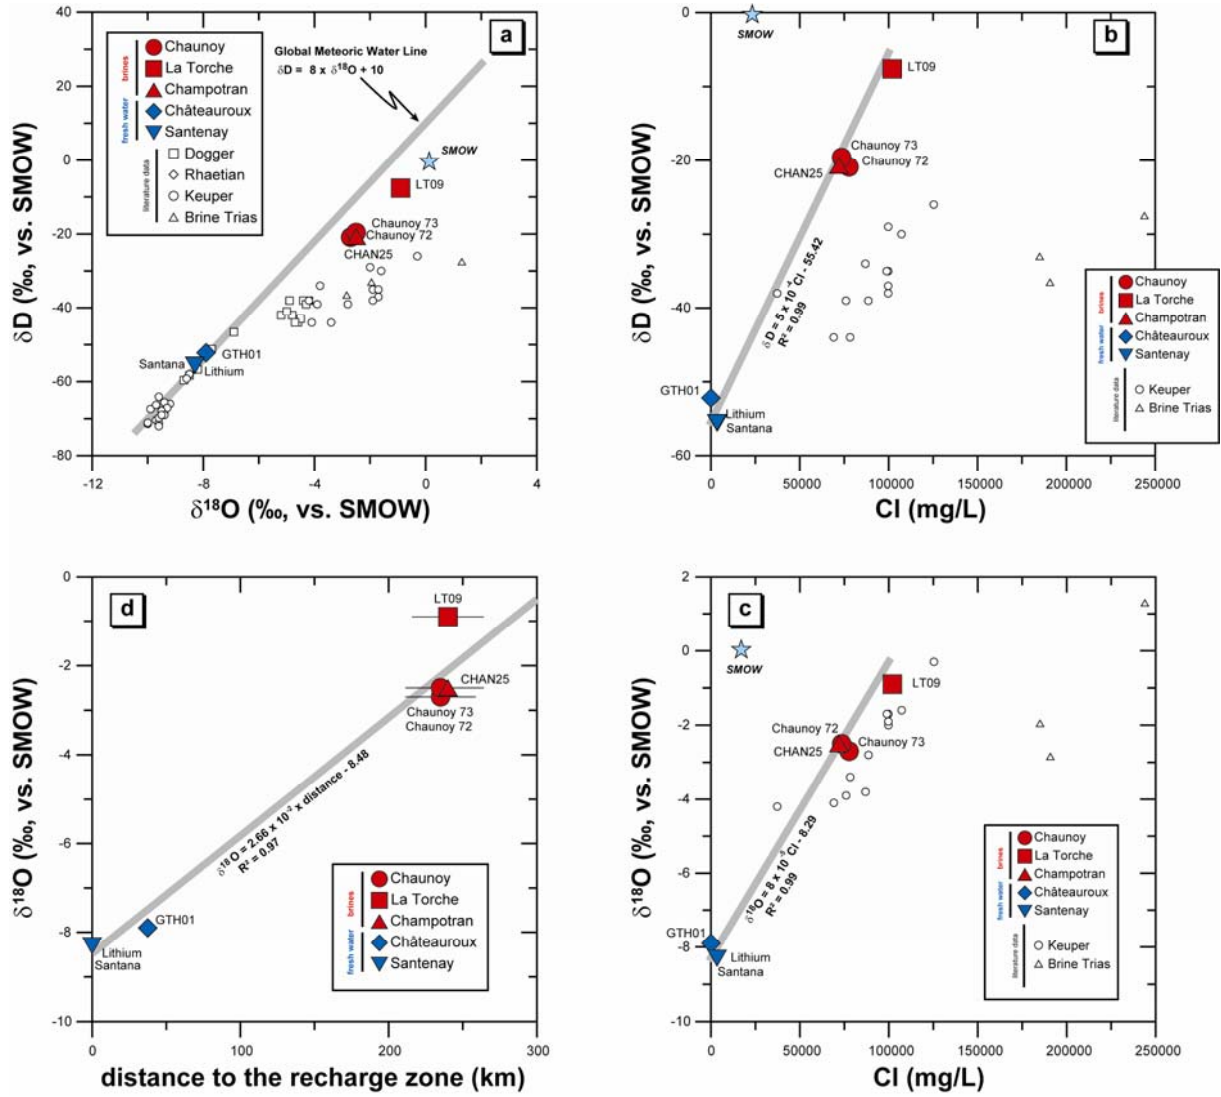 a
Global Meteoric Water Line
δD = 8 x δ¹⁸O + 10
brines
Chaunoy
La Torche
Champotran
fresh water
Châteauroux
Santenay
literature data
Dogger
Rhaetian
Keuper
Brine Trias
SMOW
LT09
Chaunoy 73
Chaunoy 72
CHAN25
GTH01
Santana
Lithium
40
20
0
-20
-40
-60
-80
-12
-8
-4
0
4
δD (‰, vs. SMOW)
δ¹⁸O (‰, vs. SMOW)
b
SMOW
LT09
Chaunoy 73
Chaunoy 72
CHAN25
δD = 5 x 10⁻⁴ Cl - 55.42
R² = 0.99
GTH01
Lithium
Santana
brines
Chaunoy
La Torche
Champotran
fresh water
Châteauroux
Santenay
literature data
Keuper
Brine Trias
0
-20
-40
-60
0
50000
100000
150000
200000
250000
δD (‰, vs. SMOW)
Cl (mg/L)
d
LT09
CHAN25
Chaunoy 73
Chaunoy 72
δ¹⁸O = 2.66 x 10⁻² x distance - 8.48
R² = 0.97
GTH01
Lithium
Santana
brines
Chaunoy
La Torche
Champotran
fresh water
Châteauroux
Santenay
0
-2
-4
-6
-8
-10
0
100
200
300
δ¹⁸O (‰, vs. SMOW)
distance to the recharge zone (km)
c
SMOW
LT09
Chaunoy 72
CHAN25
Chaunoy 73
δ¹⁸O = 8 x 10⁻⁵ Cl - 8.29
R² = 0.99
GTH01
Lithium
Santana
brines
Chaunoy
La Torche
Champotran
fresh water
Châteauroux
Santenay
literature data
Keuper
Brine Trias
2
0
-2
-4
-6
-8
-10
0
50000
100000
150000
200000
250000
δ¹⁸O (‰, vs. SMOW)
Cl (mg/L)